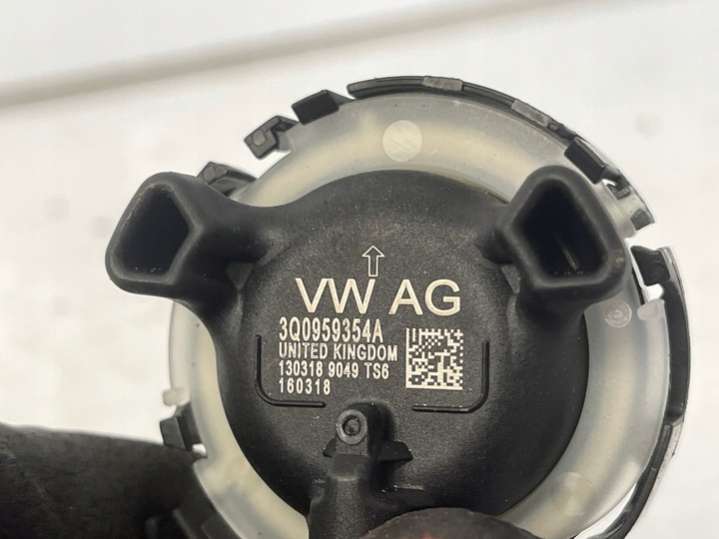 VW AG
3Q0959354A
UNITED KINGDOM
130318 9049 TS6
160318